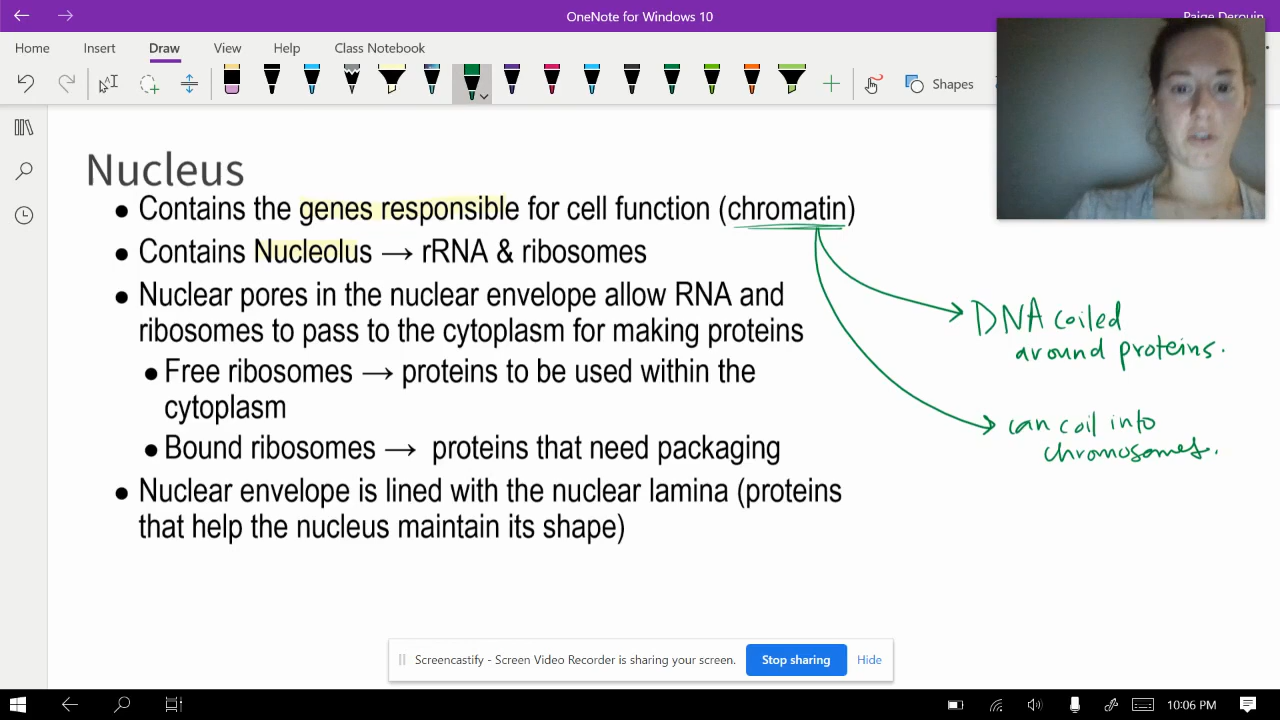 OneNote for Windows 10
Paige Derouin
Home Insert Draw View Help Class Notebook
Shapes
Nucleus
● Contains the genes responsible for cell function (chromatin)
● Contains Nucleolus → rRNA & ribosomes
● Nuclear pores in the nuclear envelope allow RNA and
ribosomes to pass to the cytoplasm for making proteins
● Free ribosomes → proteins to be used within the
cytoplasm
● Bound ribosomes → proteins that need packaging
● Nuclear envelope is lined with the nuclear lamina (proteins
that help the nucleus maintain its shape)
DNA coiled
around proteins.
can coil into
chromosomes.
Screencastify - Screen Video Recorder is sharing your screen. Stop sharing Hide
10:06 PM